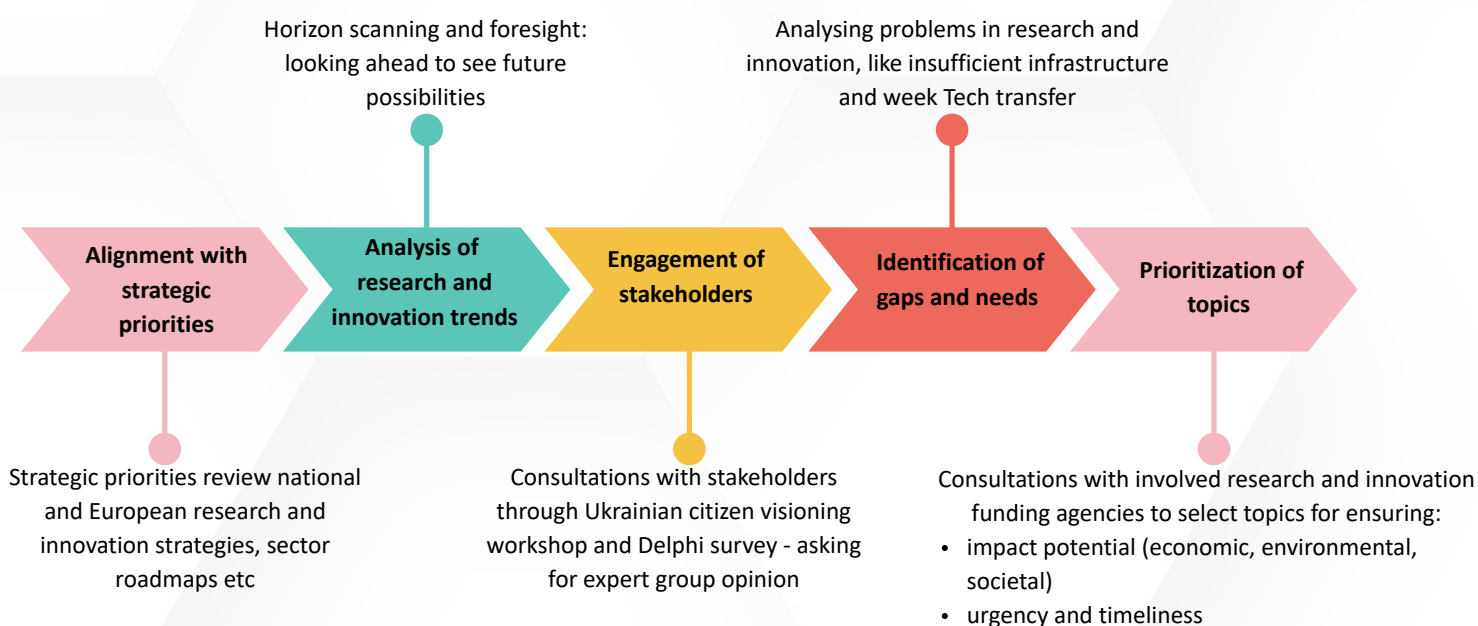 Horizon scanning and foresight:
looking ahead to see future
possibilities
Analysing problems in research and
innovation, like insufficient infrastructure
and week Tech transfer
Alignment with
strategic
priorities
Analysis of
research and
innovation trends
Engagement of
stakeholders
Identification of
gaps and needs
Prioritization of
topics
Strategic priorities review national
and European research and
innovation strategies, sector
roadmaps etc
Consultations with stakeholders
through Ukrainian citizen visioning
workshop and Delphi survey - asking
for expert group opinion
Consultations with involved research and innovation
funding agencies to select topics for ensuring:
• impact potential (economic, environmental,
societal)
• urgency and timeliness